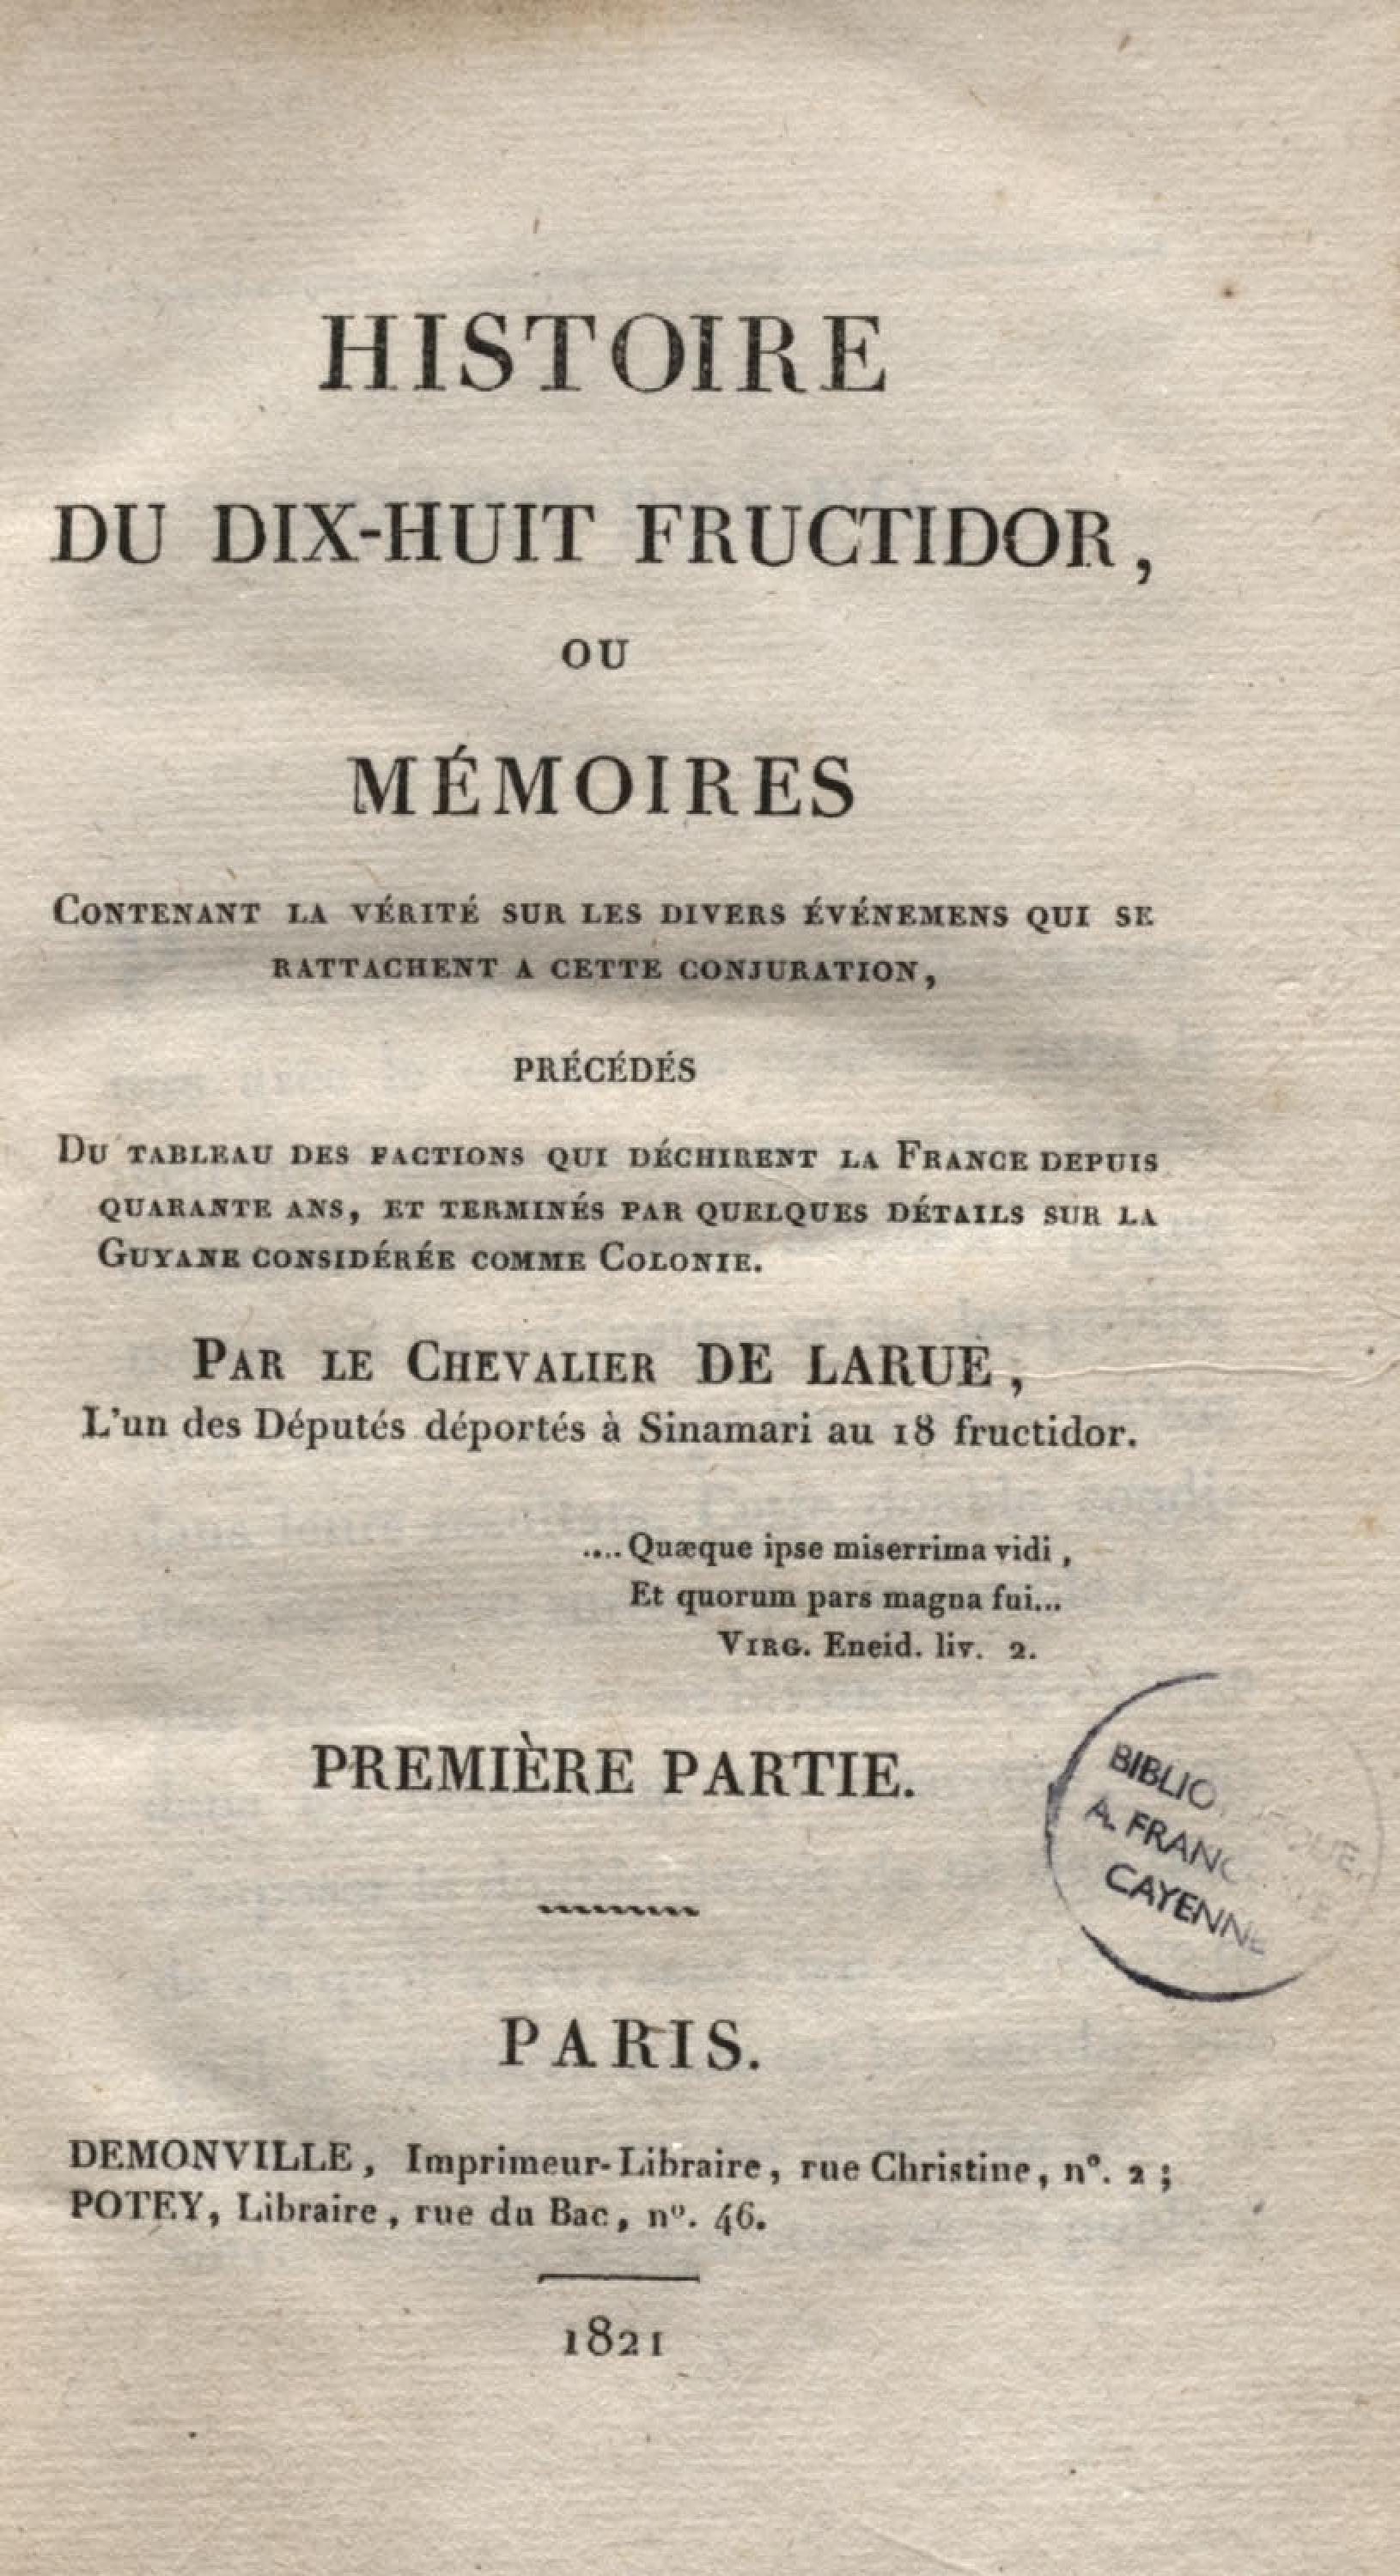 HISTOIRE
DU DIX-HUIT FRUCTIDOR,
OU
MÉMOIRES
CONTENANT LA VÉRITÉ SUR LES DIVERS ÉVÉNEMENS QUI SE
RATTACHENT A CETTE CONJURATION,
PRÉCÉDÉS
DU TABLEAU DES FACTIONS QUI DÉCHIRENT LA FRANCE DEPUIS
QUARANTE ANS, ET TERMINÉS PAR QUELQUES DÉTAILS SUR LA
GUYANE CONSIDÉRÉE COMME COLONIE.
PAR LE CHEVALIER DE LARUE,
L'un des Députés déportés à Sinamari au 18 fructidor.
.... Quæque ipse miserrima vidi,
Et quorum pars magna fui...
VIRG. Eneid. liv. 2.
PREMIÈRE PARTIE.
A.
CAYENNE
PARIS.
DEMONVILLE, Imprimeur-Libraire, rue Christine, n°. 2;
POTEY, Libraire, rue du Bac, n°. 46.
1821